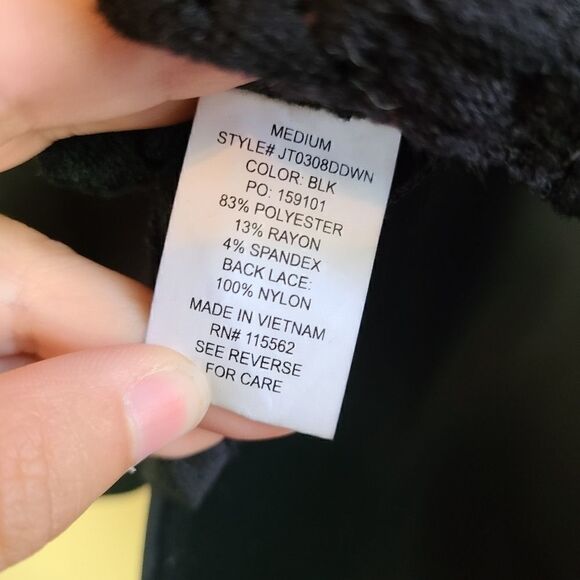 MEDIUM
STYLE# JT0308DDWN
COLOR: BLK
PO: 159101
83% POLYESTER
13% RAYON
4% SPANDEX
BACK LACE:
100% NYLON
MADE IN VIETNAM
RN# 115562
SEE REVERSE
FOR CARE